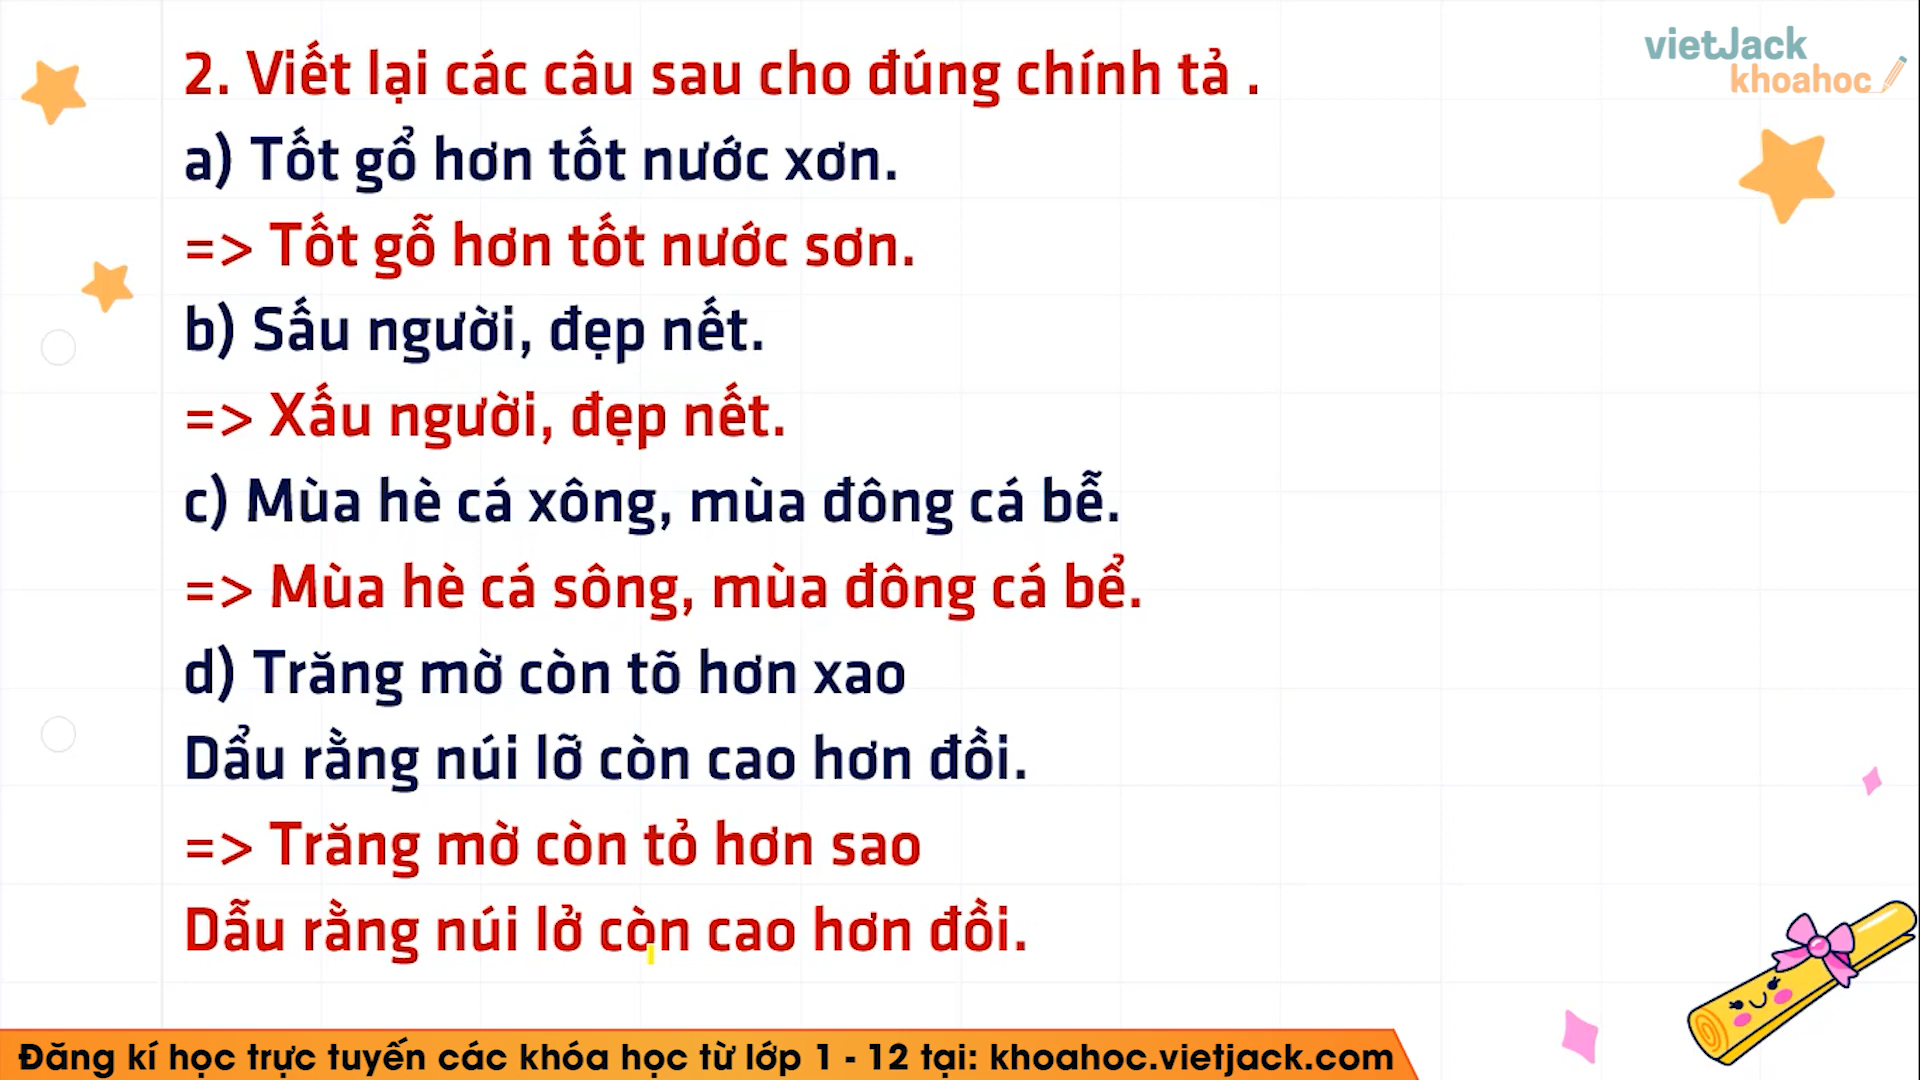 vietJack
khoahoc
2. Viết lại các câu sau cho đúng chính tả .
a) Tốt gổ hơn tốt nước xơn.
=> Tốt gỗ hơn tốt nước sơn.
b) Sấu người, đẹp nết.
=> Xấu người, đẹp nết.
c) Mùa hè cá xông, mùa đông cá bễ.
=> Mùa hè cá sông, mùa đông cá bể.
d) Trăng mờ còn tõ hơn xao
Dẩu rằng núi lỡ còn cao hơn đồi.
=> Trăng mờ còn tỏ hơn sao
Dẫu rằng núi lở còn cao hơn đồi.
Đăng kí học trực tuyến các khóa học từ lớp 1 - 12 tại: khoahoc.vietjack.com